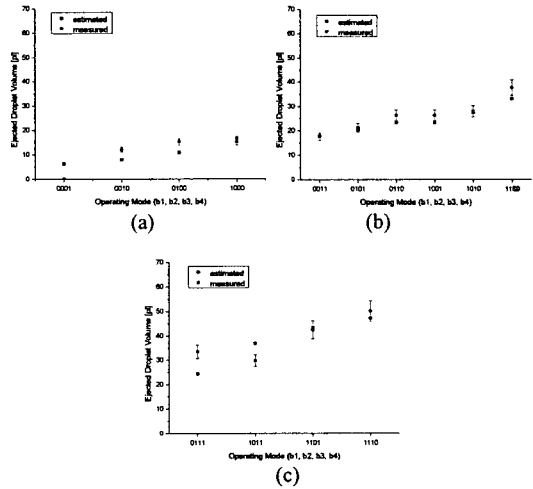 70
60
50
40
30
20
10
0
Ejected Droplet Volume [pl]
estimated
measured
0001 0010 0100 1000
Operating Mode (b1, b2, b3, b4)
(a)
70
60
50
40
30
20
10
0
Ejected Droplet Volume [pl]
estimated
measured
0011 0101 0110 1001 1010
Operating Mode (b1, b2, b3, b4)
(b)
70
60
50
40
30
20
10
0
Ejected Droplet Volume [pl]
estimated
measured
0111 1011 1101 1110
Operating Mode (b1, b2, b3, b4)
(c)